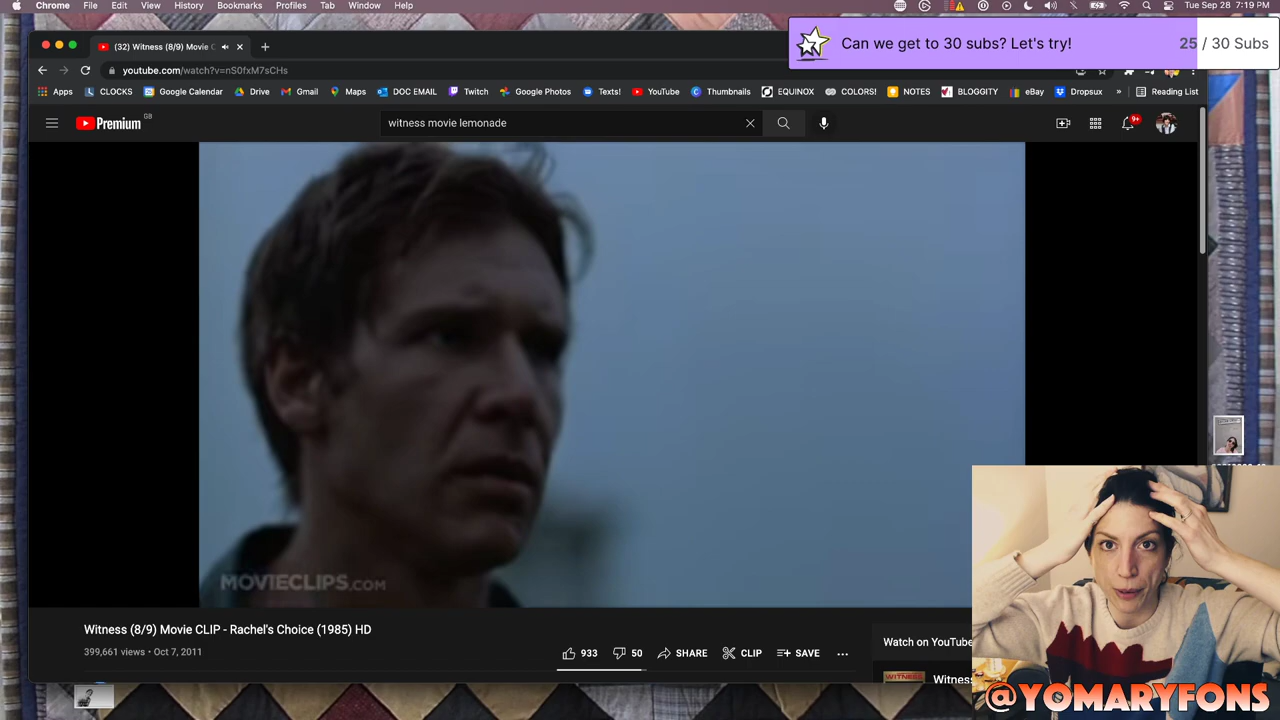 Chrome File Edit View History Bookmarks Profiles Tab Window Help
Tue Sep 28 7:19 PM
(32) Witness (8/9) Movie C
Can we get to 30 subs? Let's try!
25 / 30 Subs
youtube.com/watch?v=nS0fxM7sCHs
Apps CLOCKS Google Calendar Drive Gmail Maps DOC EMAIL Twitch Google Photos Texts! YouTube Thumbnails EQUINOX COLORS! NOTES BLOGGITY eBay Dropsux » Reading List
Premium GB
witness movie lemonade
9+
MOVIECLIPS.COM
Witness (8/9) Movie CLIP - Rachel's Choice (1985) HD
399,661 views • Oct 7, 2011
933 50 SHARE CLIP SAVE
Watch on YouTube
WITNESS
Witness
@YOMARYFONS